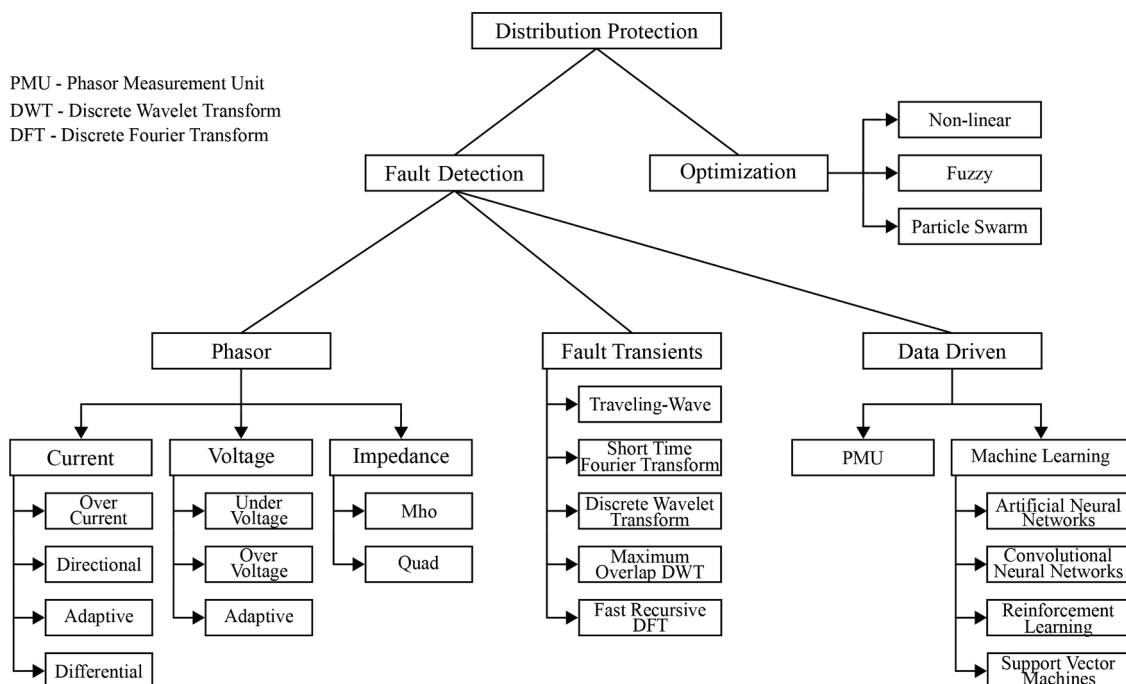 Distribution Protection
PMU - Phasor Measurement Unit
DWT - Discrete Wavelet Transform
DFT - Discrete Fourier Transform
Non-linear
Fault Detection
Optimization
Fuzzy
Particle Swarm
Phasor
Fault Transients
Data Driven
Current
Over
Current
Directional
Adaptive
Differential
Voltage
Under
Voltage
Over
Voltage
Adaptive
Impedance
Mho
Quad
Traveling-Wave
Short Time
Fourier Transform
Discrete Wavelet
Transform
Maximum
Overlap DWT
Fast Recursive
DFT
PMU
Machine Learning
Artificial Neural
Networks
Convolutional
Neural Networks
Reinforcement
Learning
Support Vector
Machines